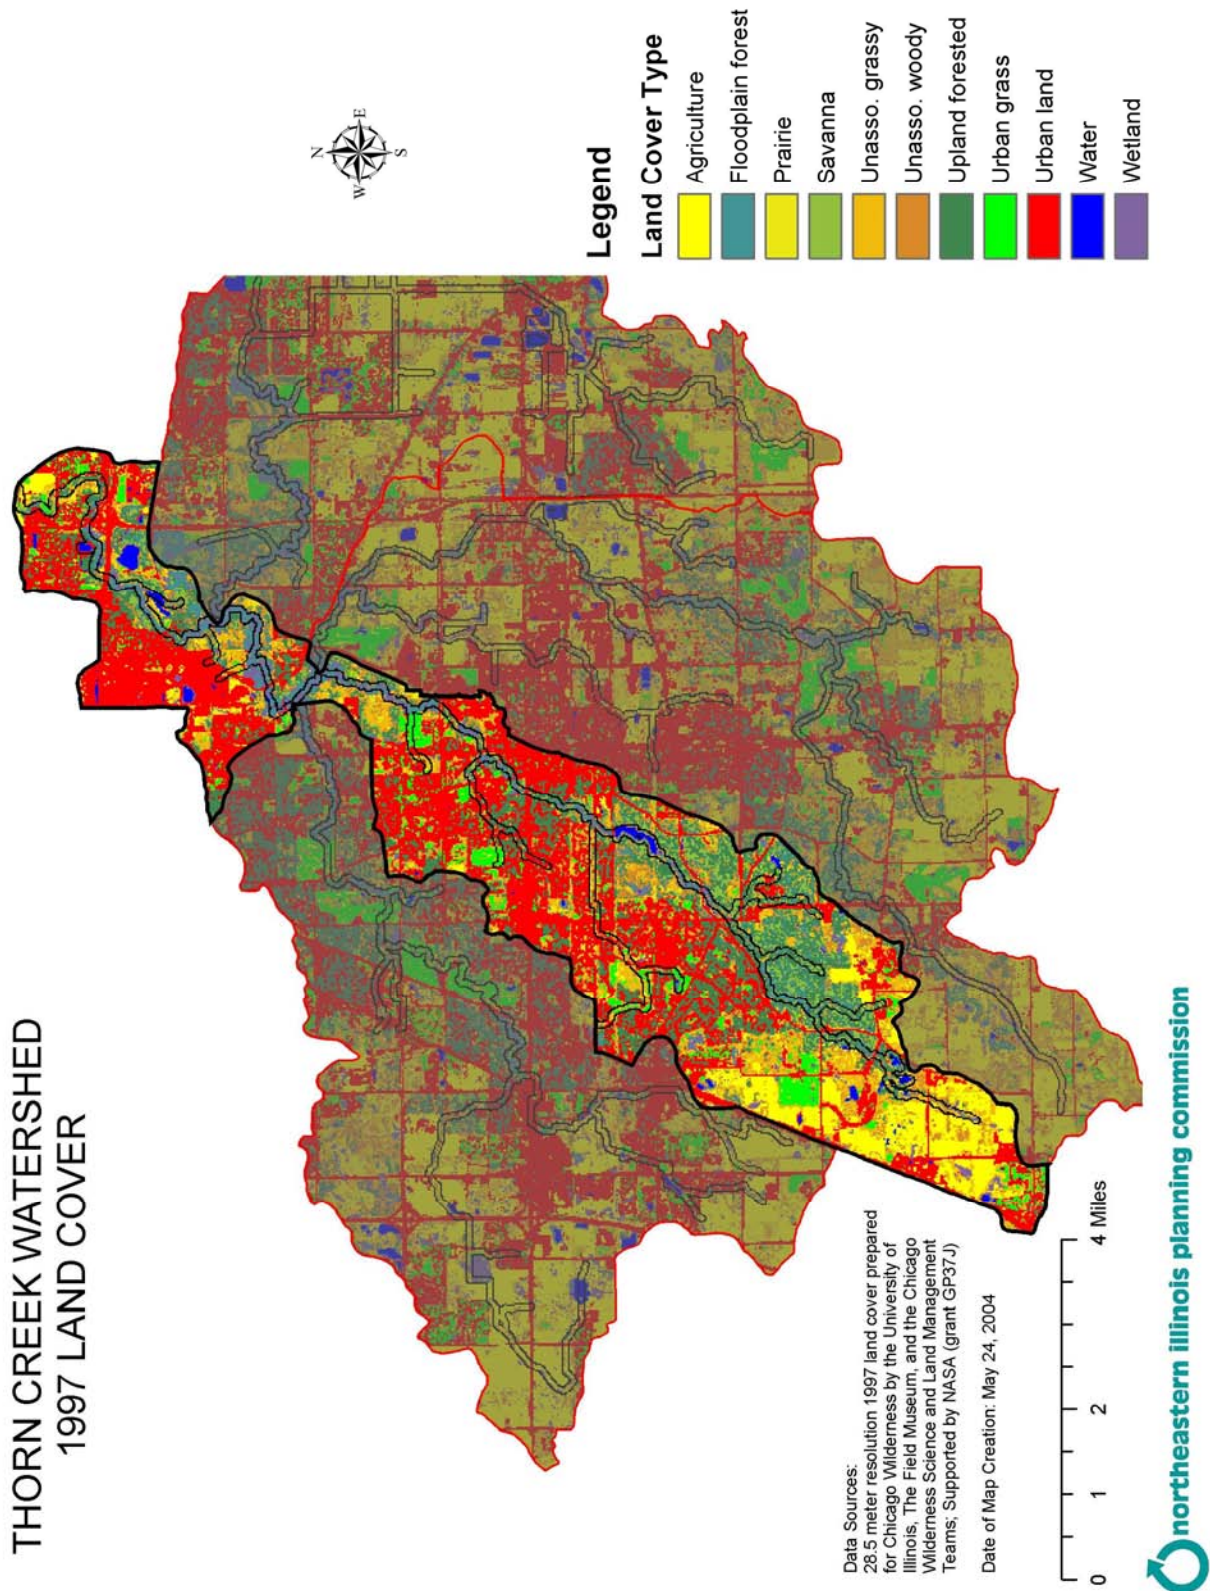 THORN CREEK WATERSHED
1997 LAND COVER
N
W
E
S
Legend
Land Cover Type
Agriculture
Floodplain forest
Prairie
Savanna
Unasso. grassy
Unasso. woody
Upland forested
Urban grass
Urban land
Water
Wetland
Data Sources:
28.5 meter resolution 1997 land cover prepared
for Chicago Wilderness by the University of
Illinois, The Field Museum, and the Chicago
Wilderness Science and Land Management
Teams; Supported by NASA (grant GP37J)
Date of Map Creation: May 24, 2004
0 1 2 4 Miles
northeastern illinois planning commission